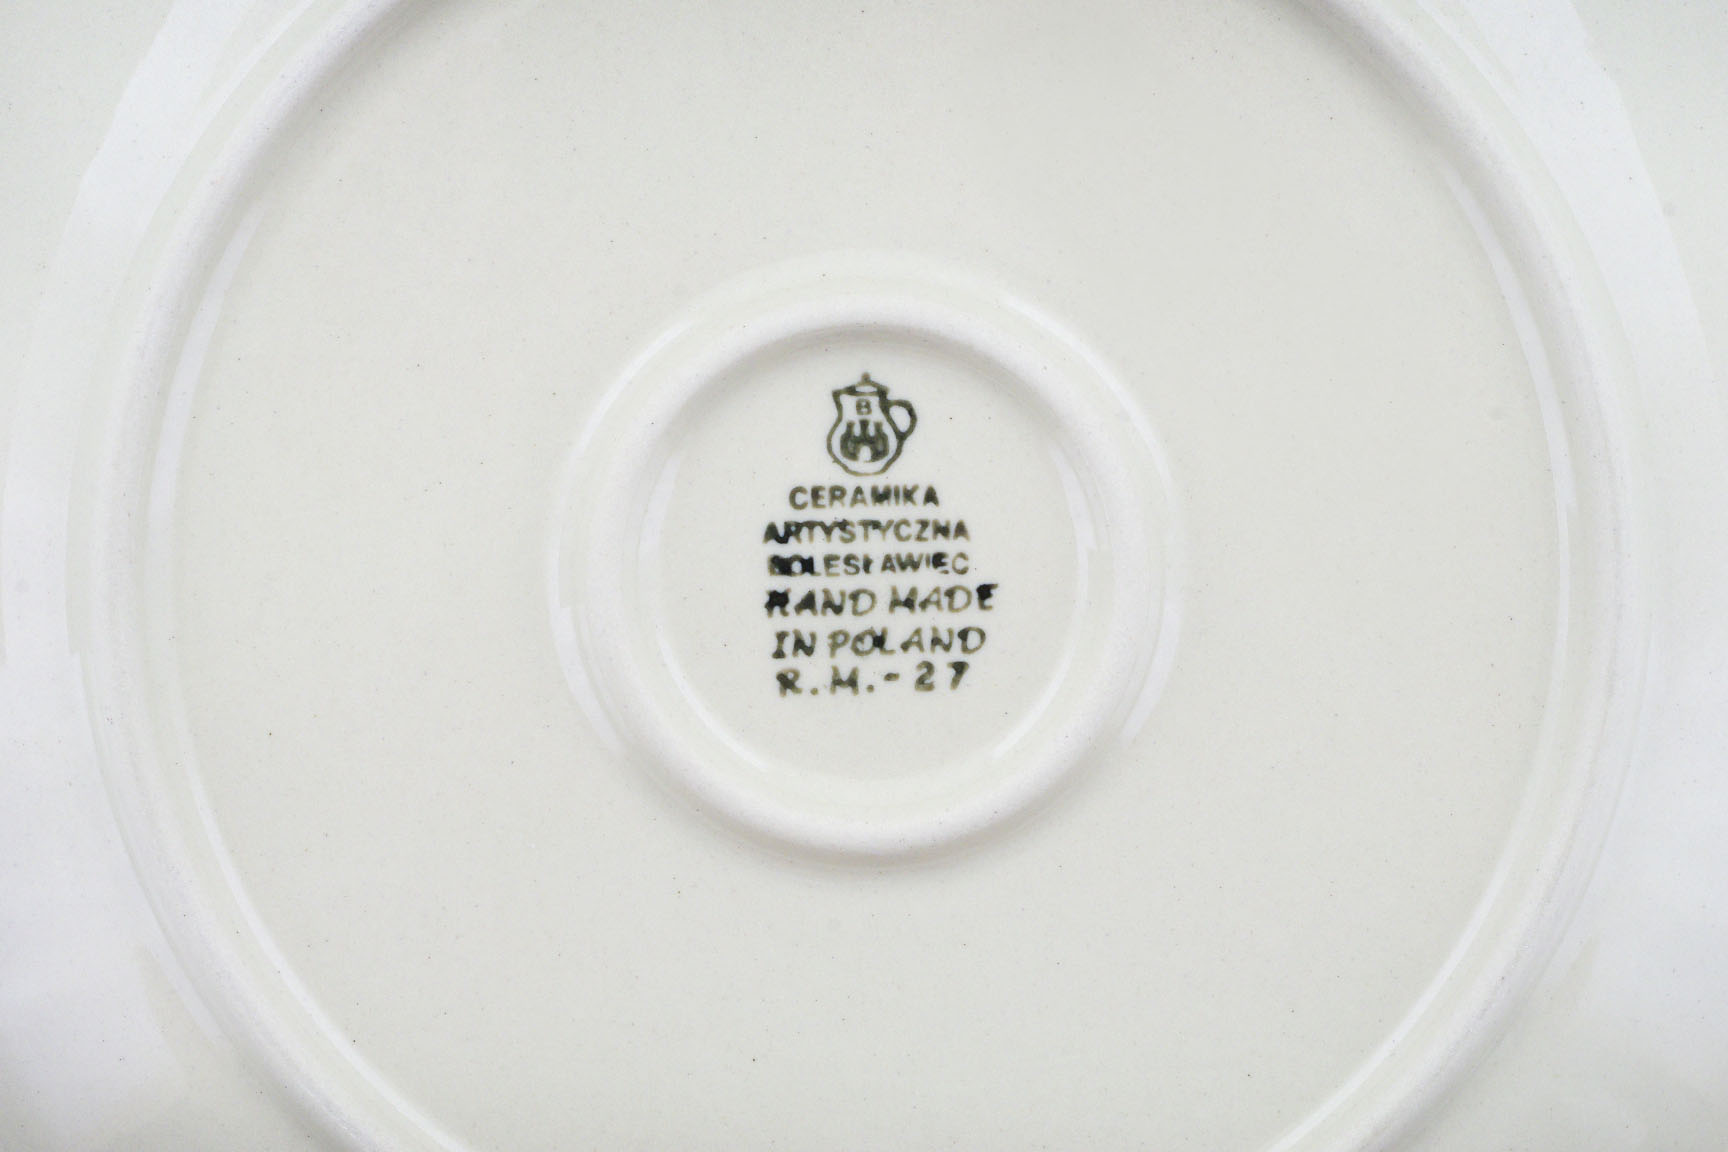 B
CERAMIKA
ARTYSTYCZNA
BOLESŁAWIEC
HAND MADE
IN POLAND
R.M.-27